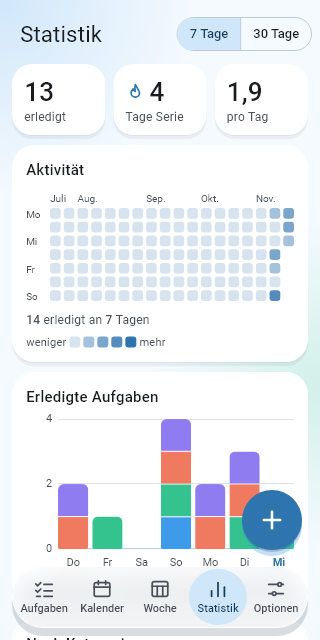 Statistik
7 Tage 30 Tage
13 4 1,9
erledigt Tage Serie pro Tag
Aktivität
Juli Aug. Sep. Okt. Nov.
Mo
Mi
Fr
So
14 erledigt an 7 Tagen
weniger mehr
Erledigte Aufgaben
4
2
0
Do Fr Sa So Mo Di Mi
Aufgaben Kalender Woche Statistik Optionen